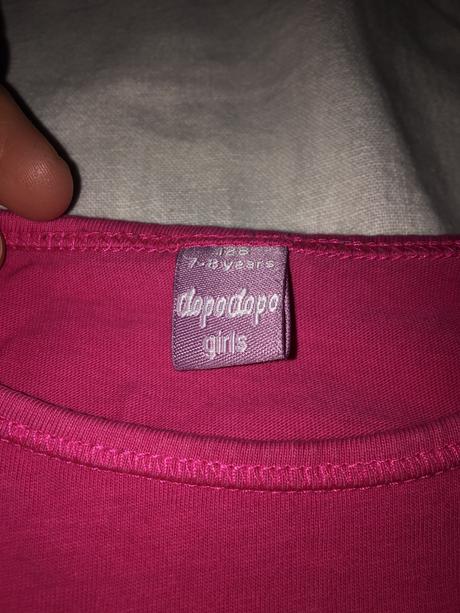 128
7-8 years
dopodopo
girls